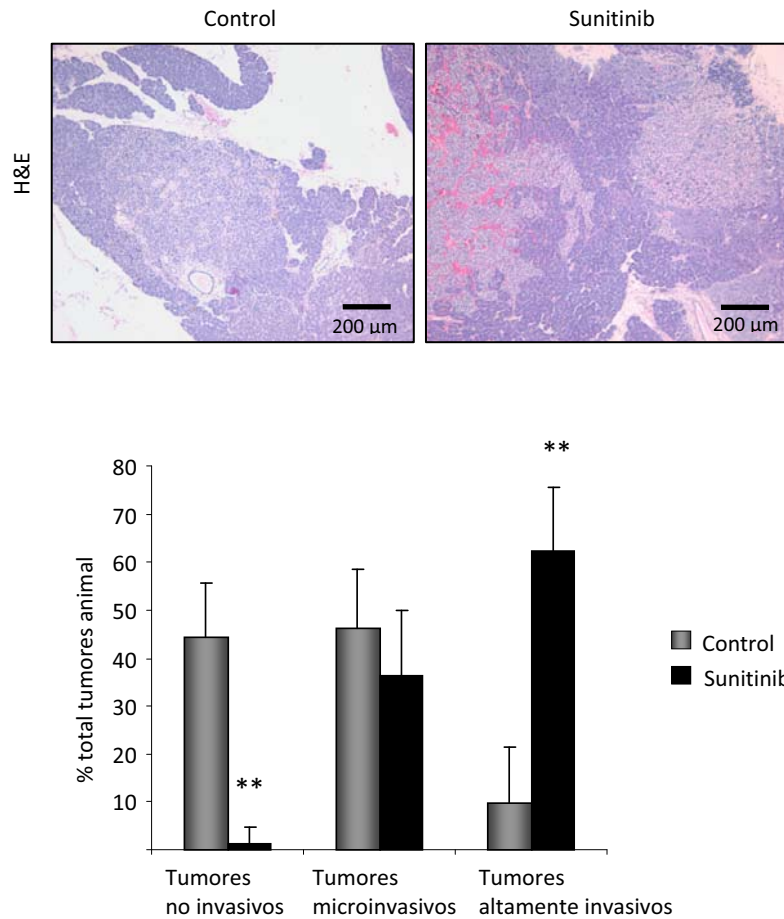 Control
Sunitinib
H&E
200 µm
200 µm
**
80
70
60
50
40
30
20
10
% total tumores animal
**
Control
Sunitinib
Tumores
no invasivos
Tumores
microinvasivos
Tumores
altamente invasivos